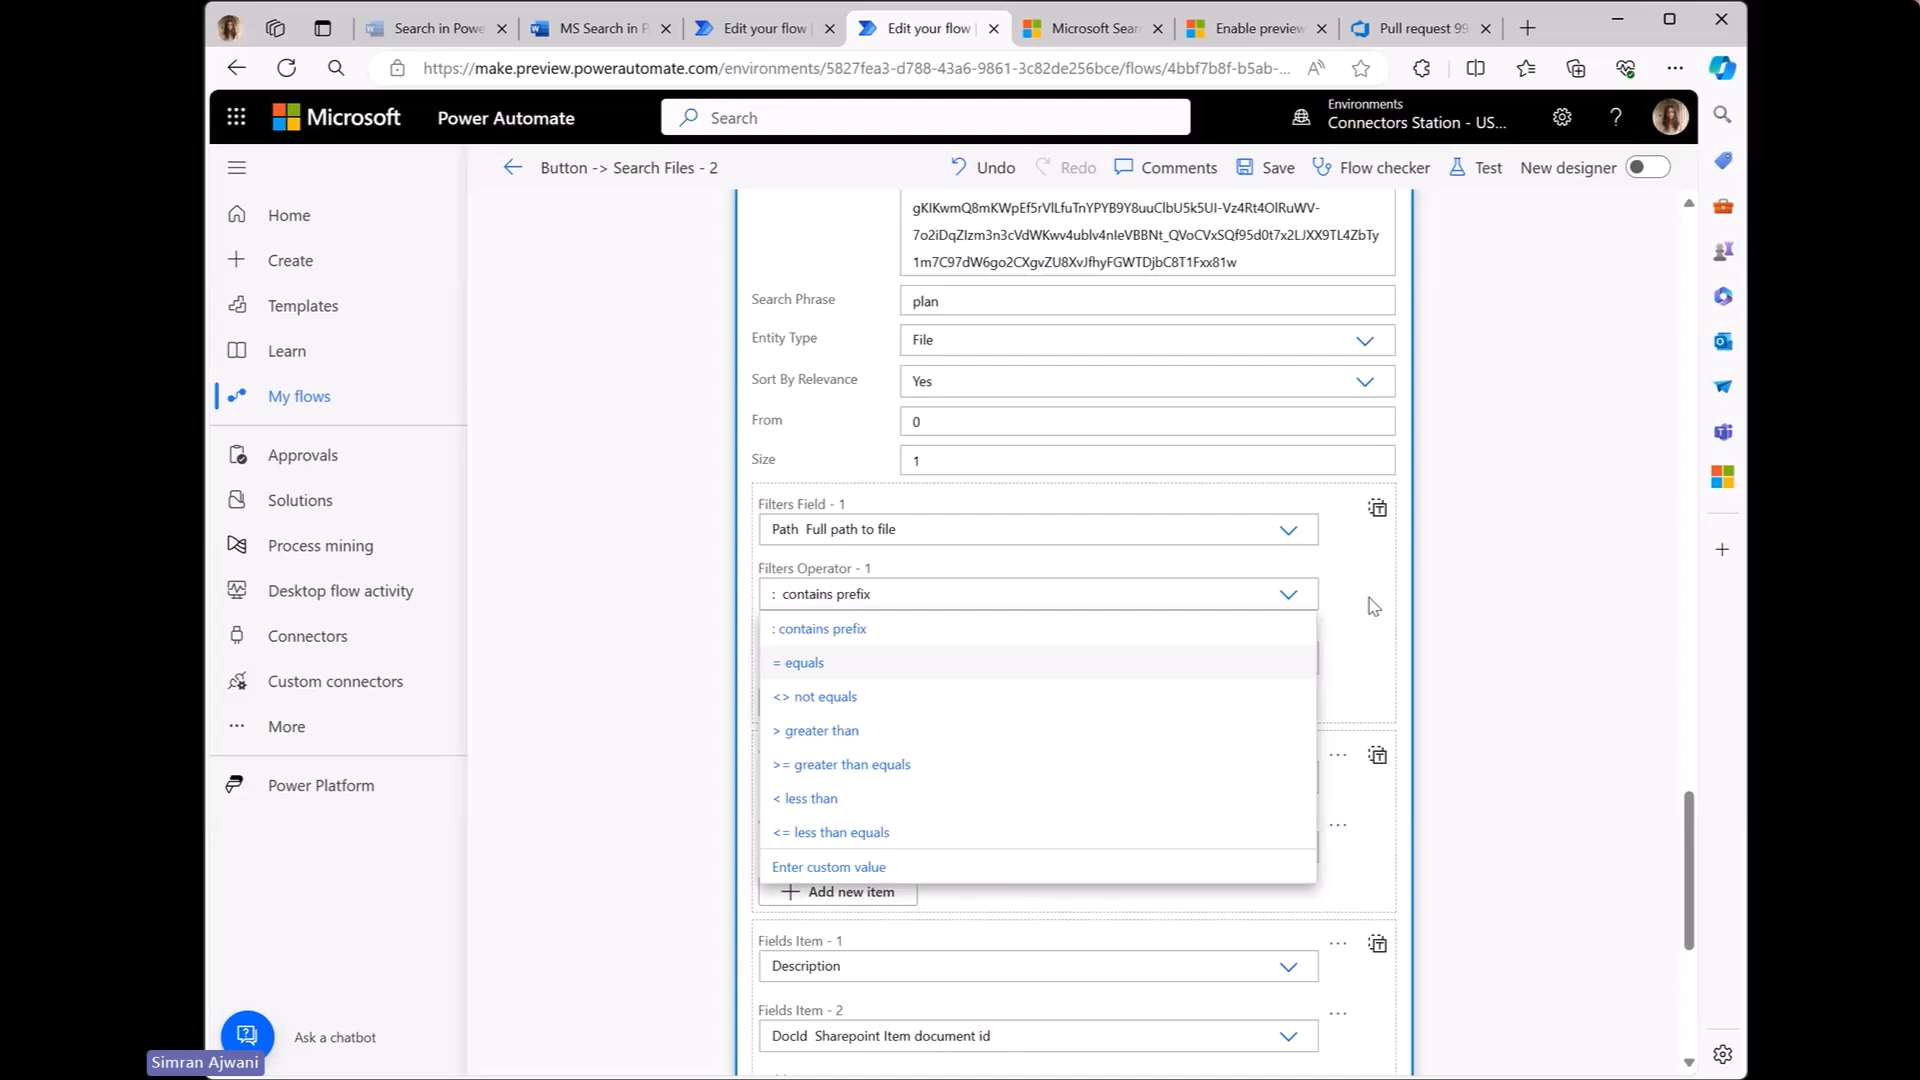 Search in Powe
MS Search in P
Edit your flow
Edit your flow
Microsoft Sear
Enable preview
Pull request 99
https://make.preview.powerautomate.com/environments/5827fea3-d788-43a6-9861-3c82de256bce/flows/4bbf7b8f-b5ab-...
Microsoft
Power Automate
Search
Environments
Connectors Station - US...
Button -> Search Files - 2
Undo
Redo
Comments
Save
Flow checker
Test
New designer
Home
Create
Templates
Learn
My flows
Approvals
Solutions
Process mining
Desktop flow activity
Connectors
Custom connectors
More
Power Platform
Ask a chatbot
Simran Ajwani
Search Phrase
plan
Entity Type
File
Sort By Relevance
Yes
From
0
Size
1
Filters Field - 1
Path Full path to file
Filters Operator - 1
: contains prefix
: contains prefix
= equals
<> not equals
> greater than
>= greater than equals
< less than
<= less than equals
Enter custom value
Add new item
Fields Item - 1
Description
Fields Item - 2
DocId Sharepoint Item document id